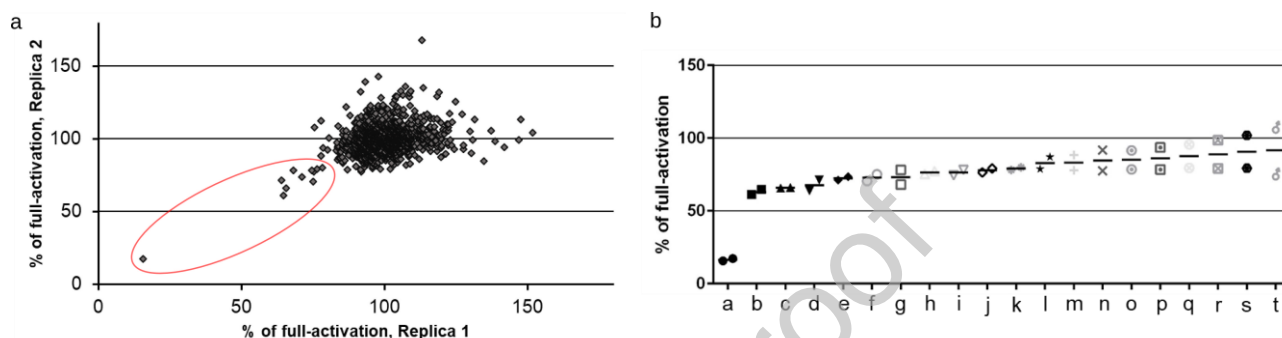 a
% of full-activation, Replica 2
150
100
50
0
0 50 100 150
% of full-activation, Replica 1
b
% of full-activation
150
100
50
0
a b c d e f g h i j k l m n o p q r s t
roof